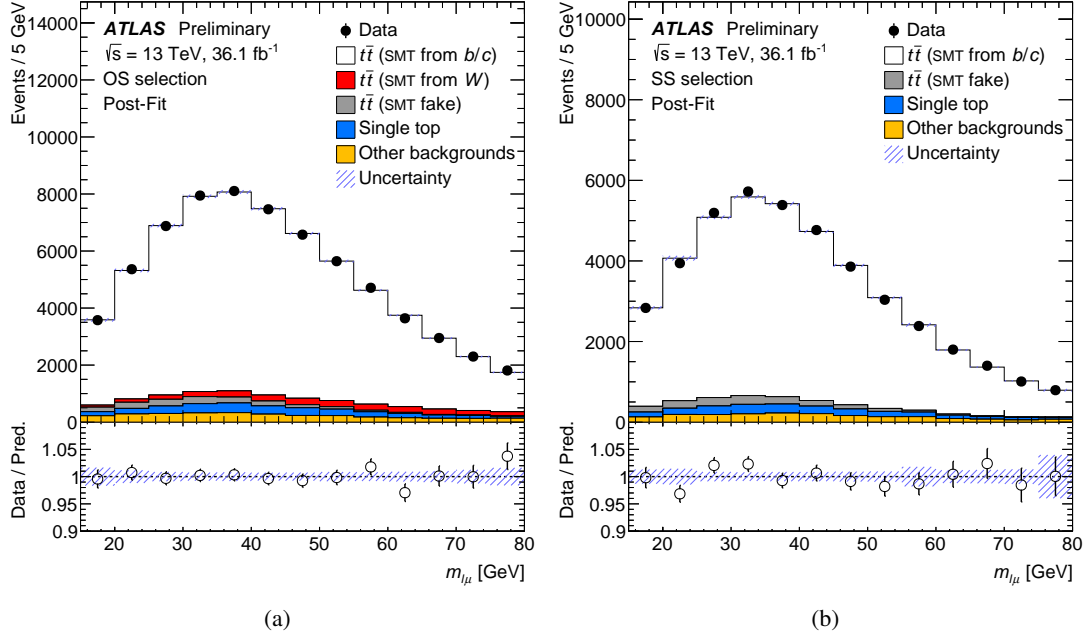 Events / 5 GeV
14000
12000
10000
8000
6000
4000
2000
0
ATLAS Preliminary
√s = 13 TeV, 36.1 fb⁻¹
OS selection
Post-Fit
Data
tt̄ (SMT from b/c)
tt̄ (SMT from W)
tt̄ (SMT fake)
Single top
Other backgrounds
Uncertainty
Data / Pred.
1.05
1
0.95
0.9
20 30 40 50 60 70 80
m_lμ [GeV]
(a)
Events / 5 GeV
10000
8000
6000
4000
2000
0
ATLAS Preliminary
√s = 13 TeV, 36.1 fb⁻¹
SS selection
Post-Fit
Data
tt̄ (SMT from b/c)
tt̄ (SMT fake)
Single top
Other backgrounds
Uncertainty
Data / Pred.
1.05
1
0.95
0.9
20 30 40 50 60 70 80
m_lμ [GeV]
(b)